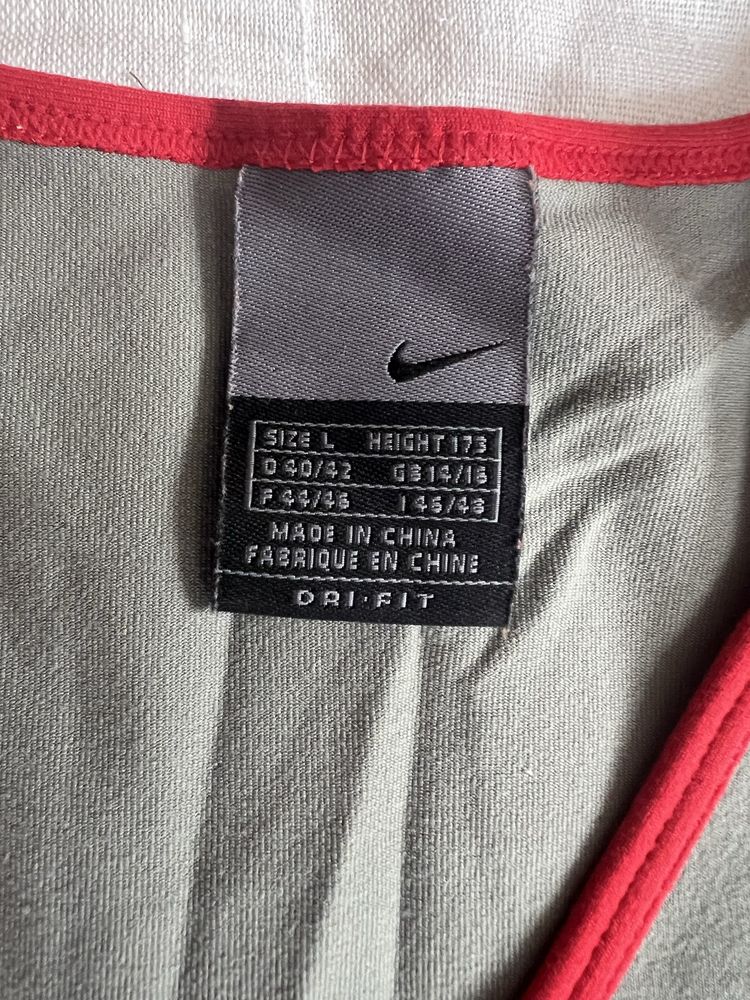 SIZE L HEIGHT 173
D 40/42 GB 14/16
F 44/46 I 46/48
MADE IN CHINA
FABRIQUE EN CHINE
DRI·FIT